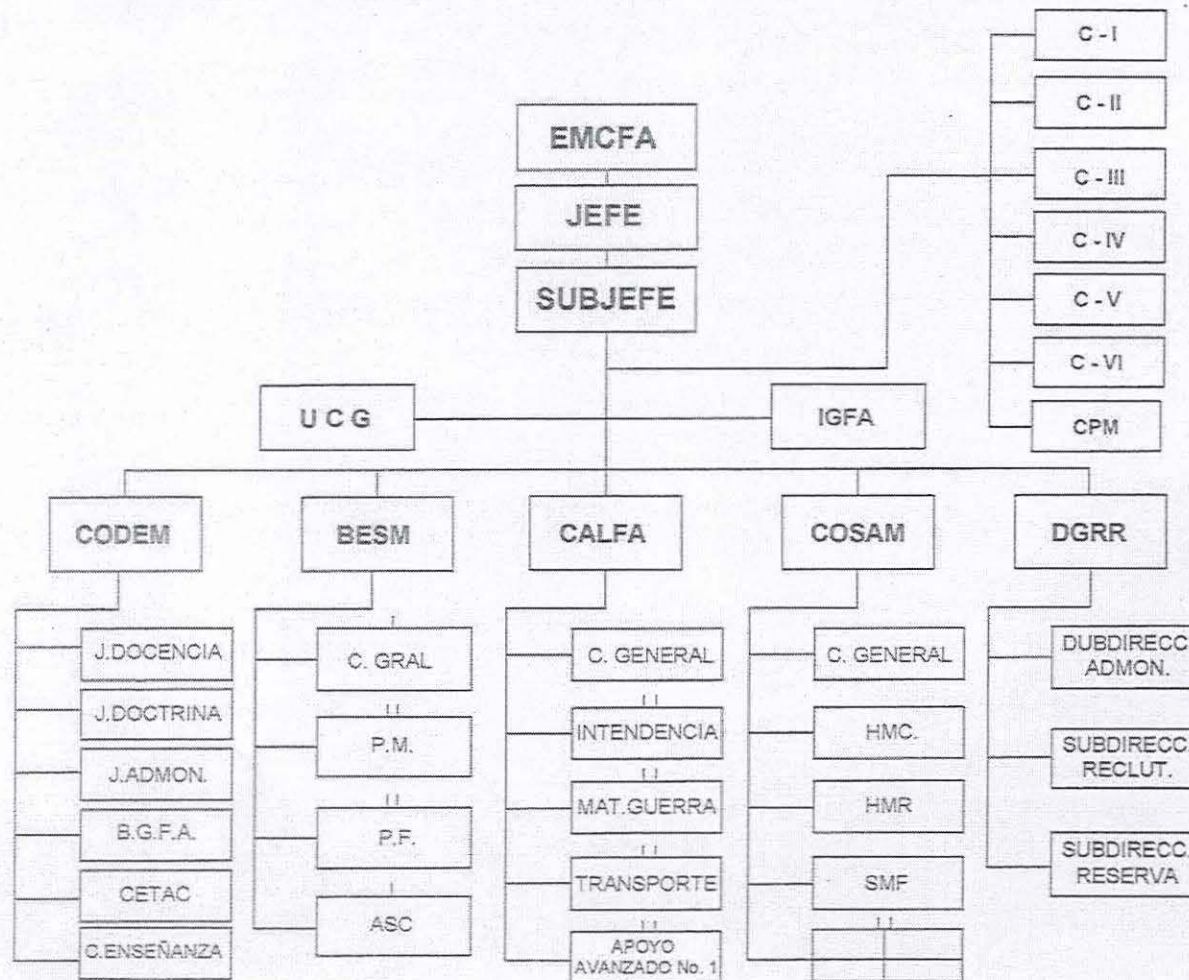 C - I
C - II
C - III
C - IV
C - V
C - VI
CPM
EMCFA
JEFE
SUBJEFE
U C G
IGFA
CODEM
BESM
CALFA
COSAM
DGRR
J.DOCENCIA
J.DOCTRINA
J.ADMON.
B.G.F.A.
CETAC
C.ENSEÑANZA
I
C. GRAL
I I
P.M.
I I
P.F.
I
ASC
C. GENERAL
I I
INTENDENCIA
I I
MAT.GUERRA
I I
TRANSPORTE
I I
APOYO
AVANZADO No. 1
C. GENERAL
HMC.
HMR
SMF
I I
DUBDIRECC.
ADMON.
SUBDIRECC.
RECLUT.
SUBDIRECC.
RESERVA